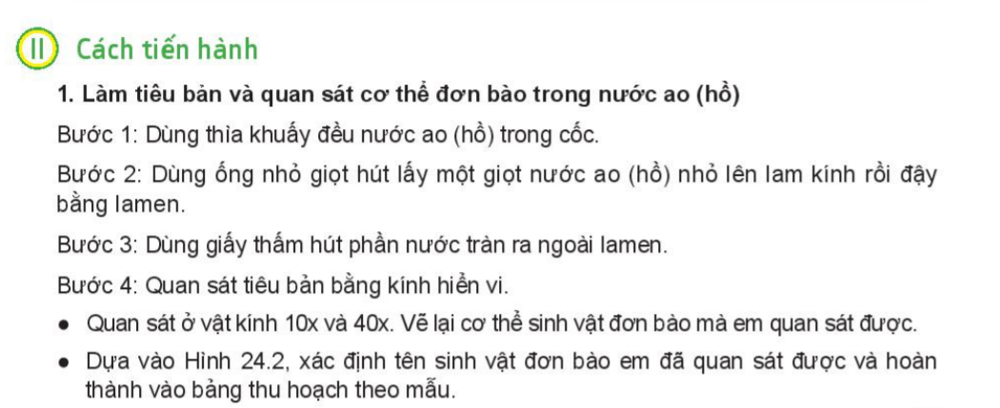 II Cách tiến hành
1. Làm tiêu bản và quan sát cơ thể đơn bào trong nước ao (hồ)
Bước 1: Dùng thìa khuấy đều nước ao (hồ) trong cốc.
Bước 2: Dùng ống nhỏ giọt hút lấy một giọt nước ao (hồ) nhỏ lên lam kính rồi đậy
bằng lamen.
Bước 3: Dùng giấy thấm hút phần nước tràn ra ngoài lamen.
Bước 4: Quan sát tiêu bản bằng kính hiển vi.
● Quan sát ở vật kính 10x và 40x. Vẽ lại cơ thể sinh vật đơn bào mà em quan sát được.
● Dựa vào Hình 24.2, xác định tên sinh vật đơn bào em đã quan sát được và hoàn
thành vào bảng thu hoạch theo mẫu.